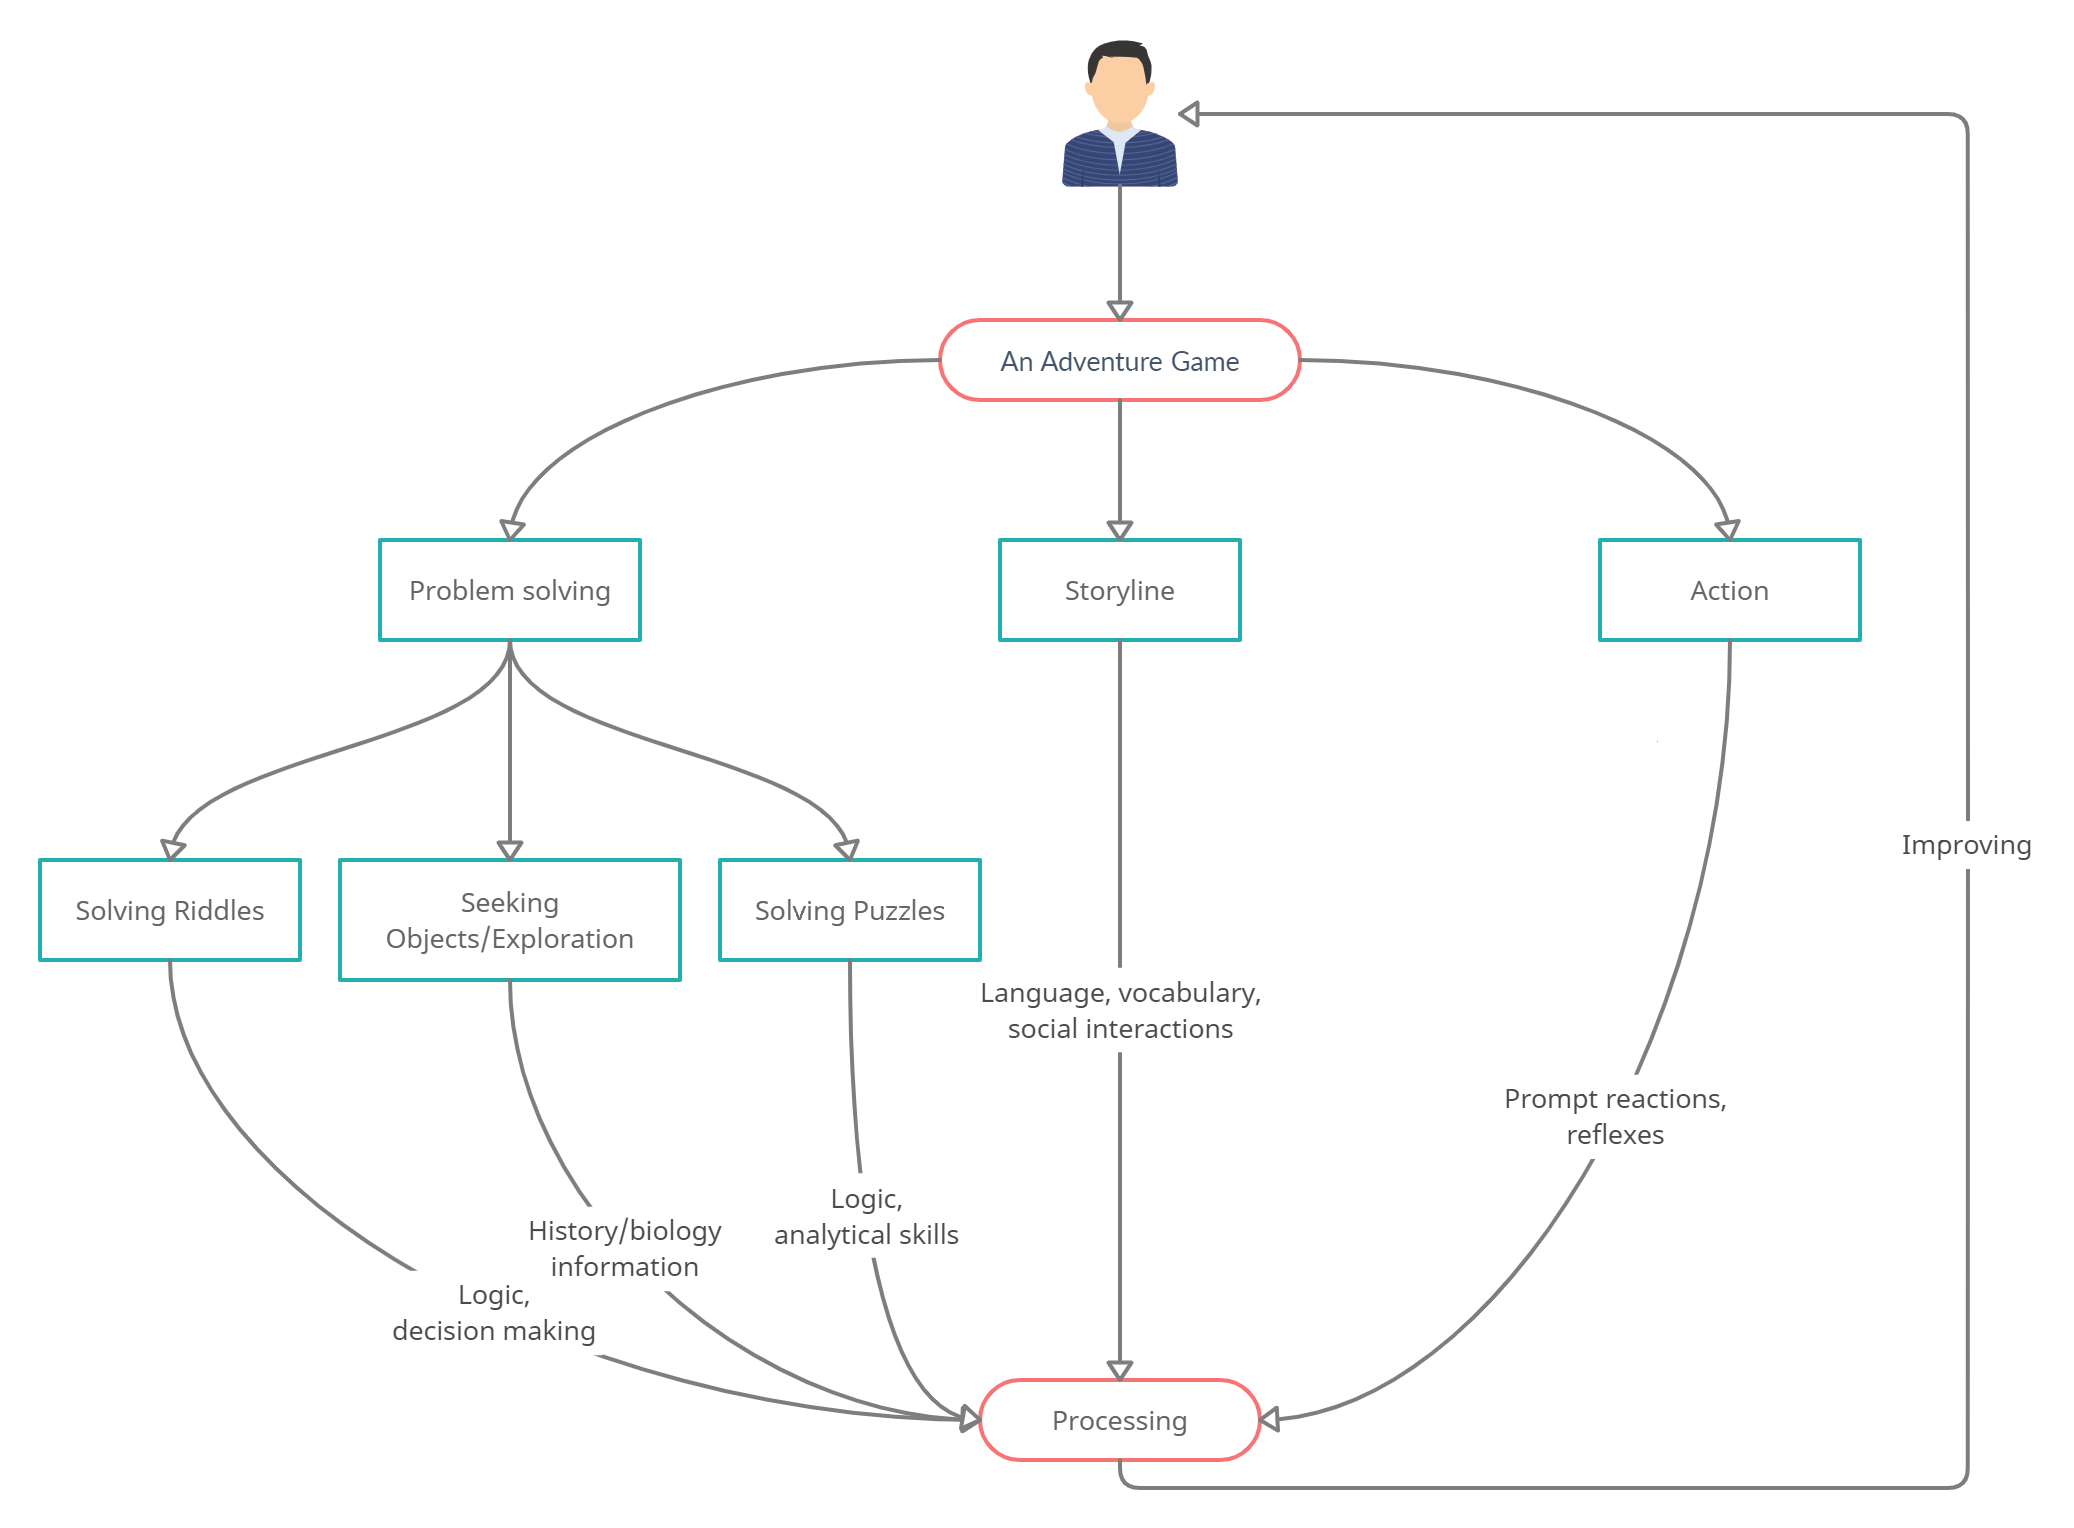 An Adventure Game
Problem solving
Storyline
Action
Improving
Solving Riddles
Seeking
Objects/Exploration
Solving Puzzles
Language, vocabulary,
social interactions
Prompt reactions,
reflexes
Logic,
analytical skills
History/biology
information
Logic,
decision making
Processing